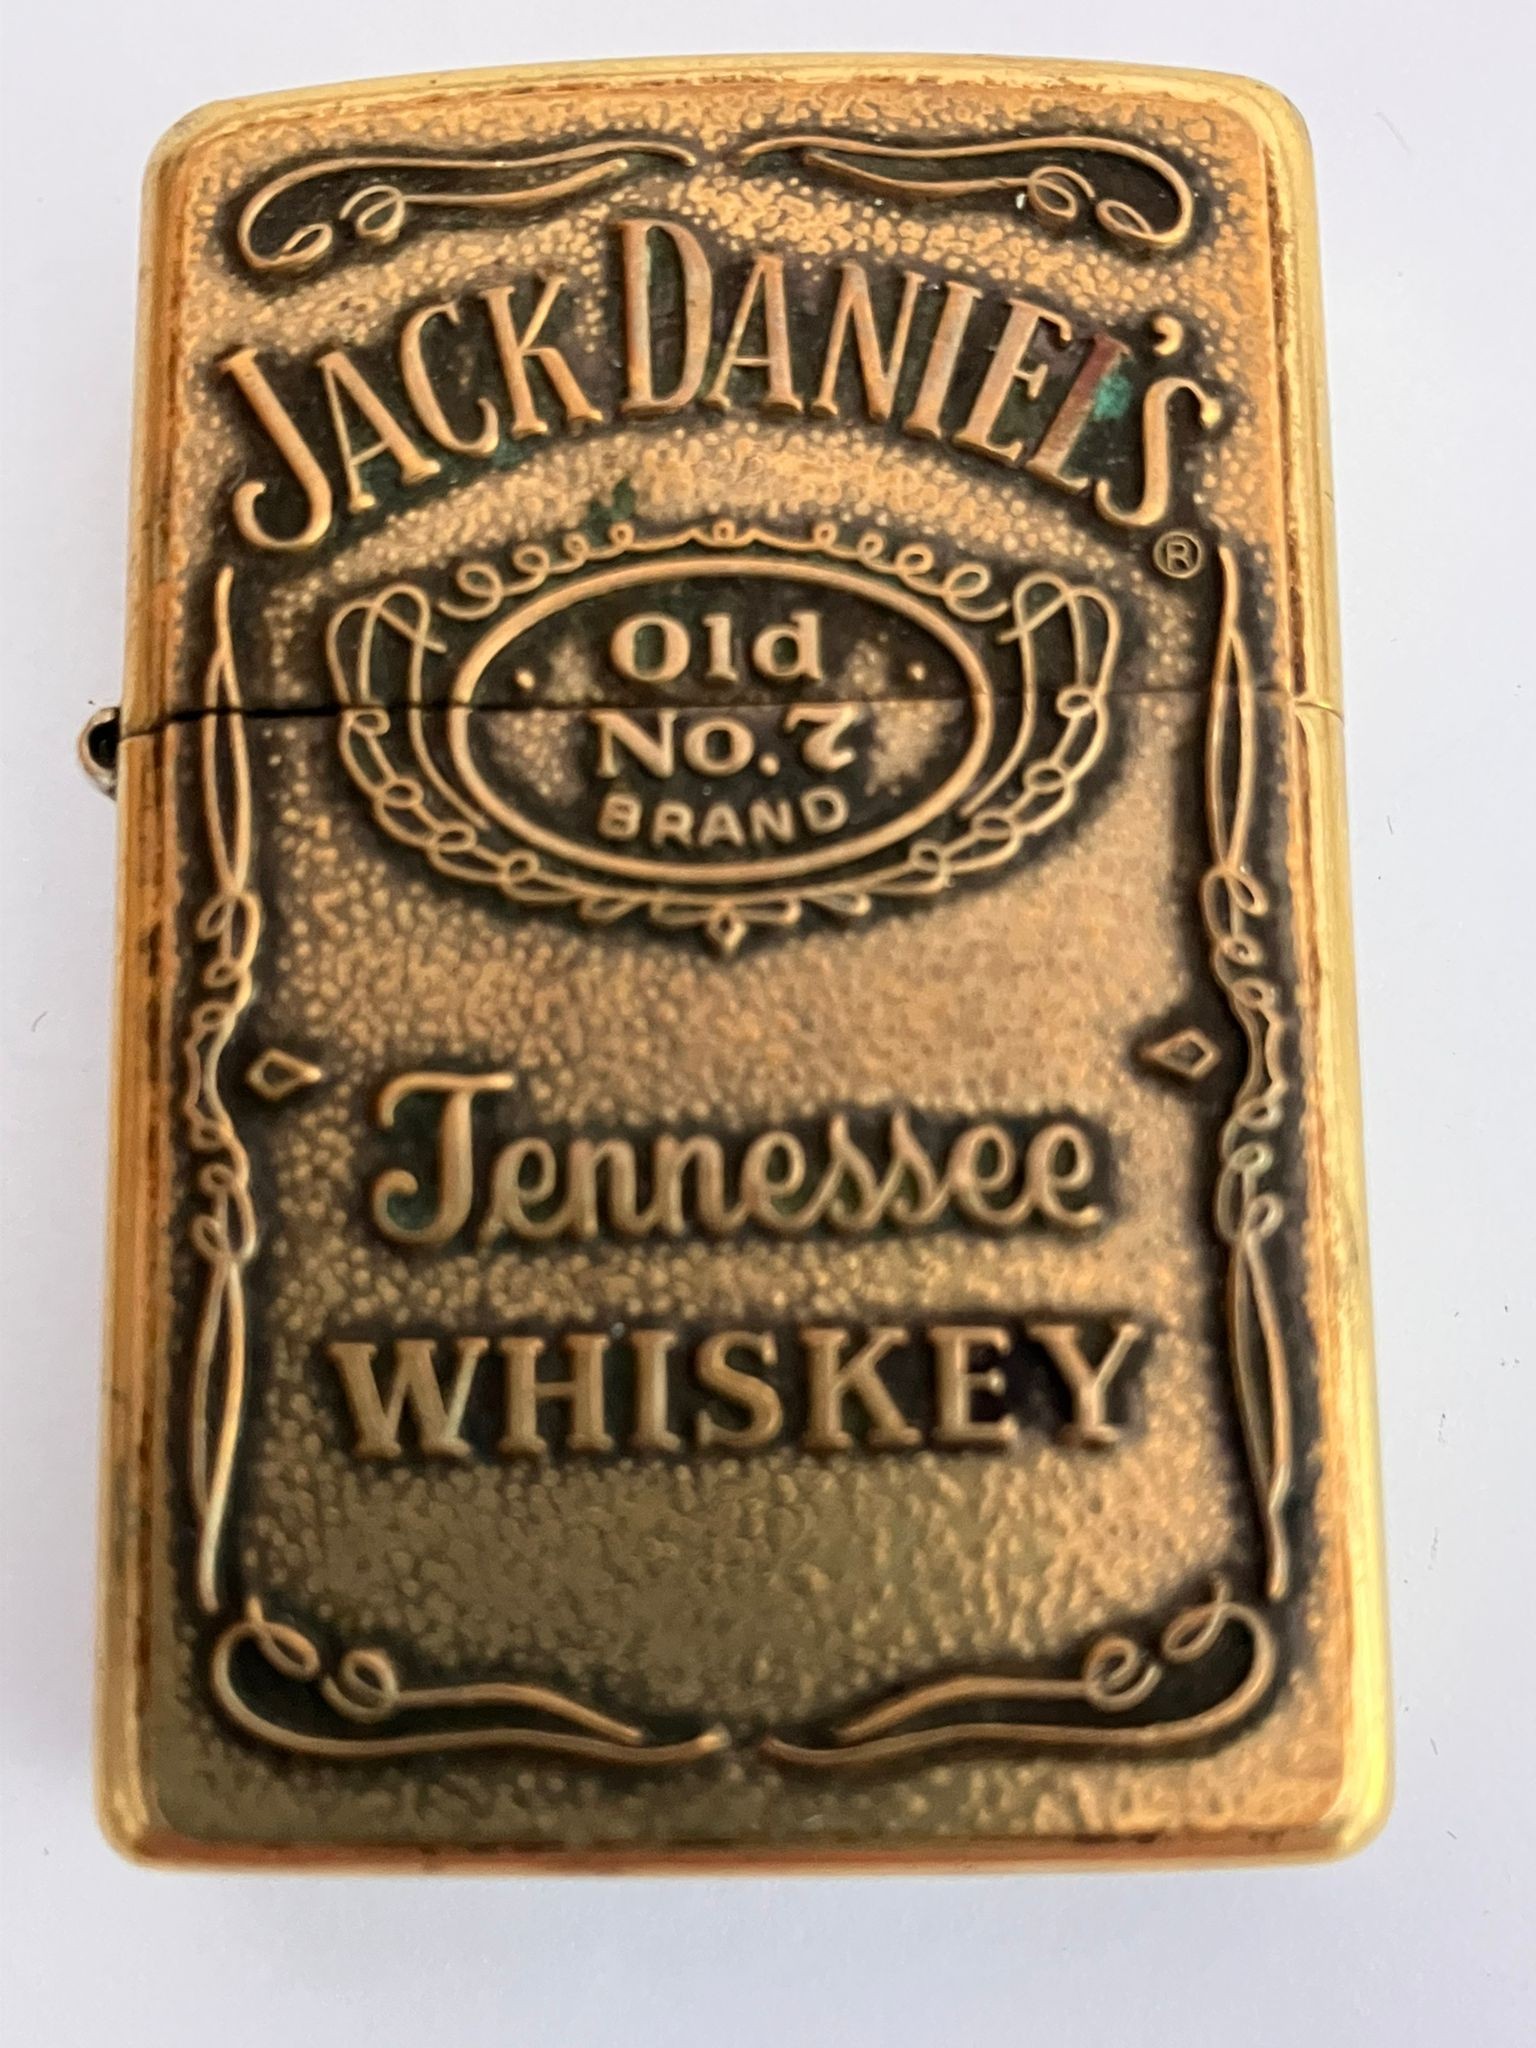 JACK DANIEL'S
®
Old
No. 7
BRAND
Tennessee
WHISKEY